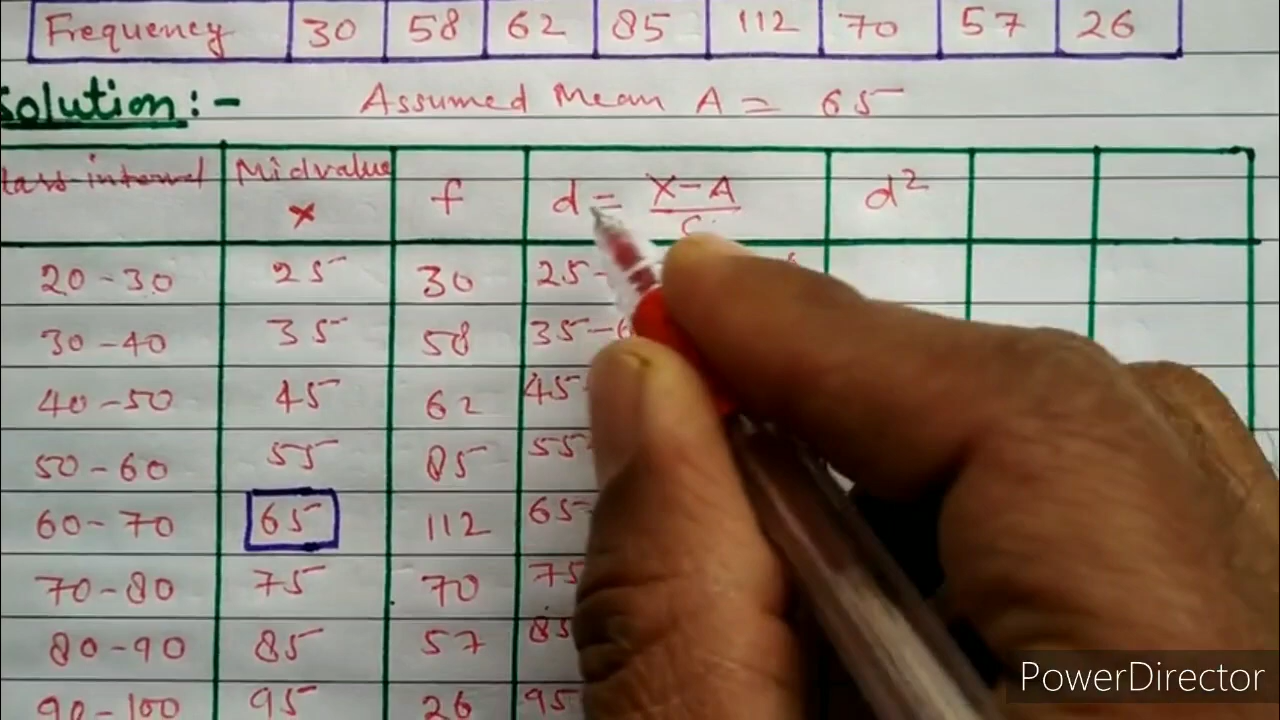 Frequency 30 58 62 85 112 70 57 26
Solution:- Assumed Mean A = 65
Midvalue x f d = X-A d²
20-30 25 30 25-
30-40 35 58 35-6
40-50 45 62 45-
50-60 55 85 55-
60-70 65 112 65-
70-80 75 70 75
80-90 85 57 85
90-100 95 26 95-
PowerDirector